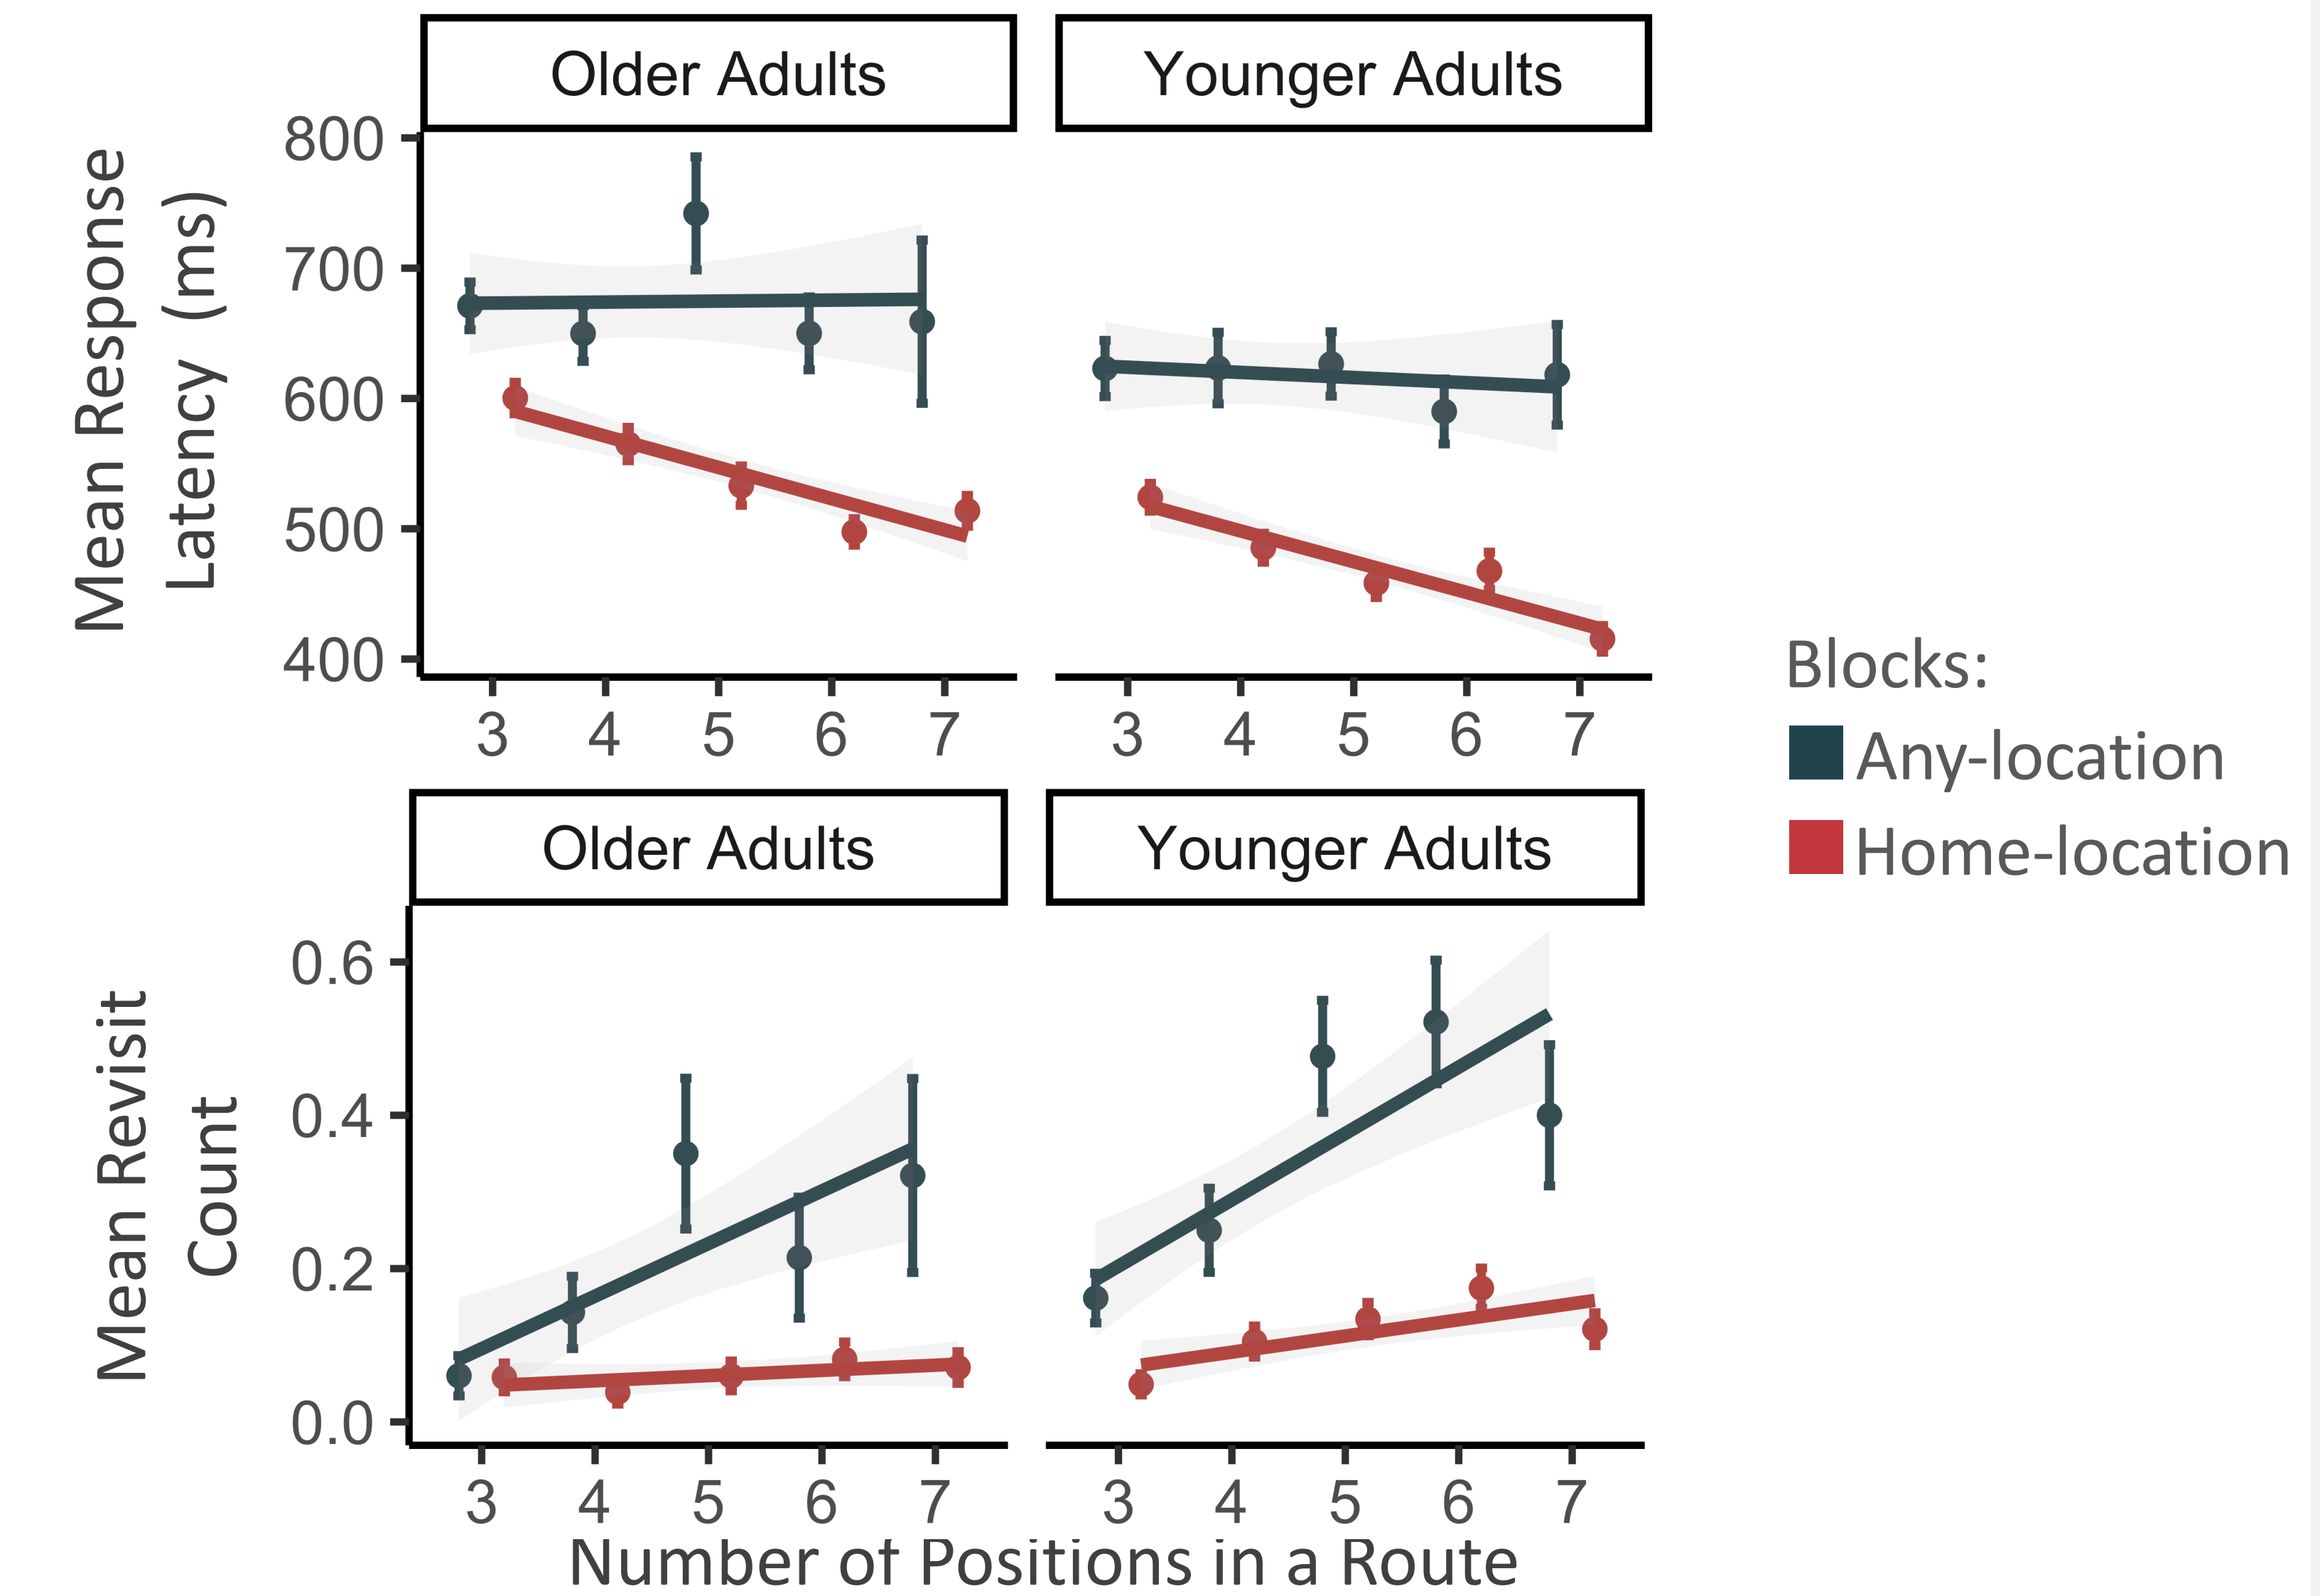 Older Adults
Younger Adults
Mean Response
Latency (ms)
800
700
600
500
400
3 4 5 6 7
3 4 5 6 7
Blocks:
Any-location
Home-location
Older Adults
Younger Adults
Mean Revisit
Count
0.6
0.4
0.2
0.0
3 4 5 6 7
3 4 5 6 7
Number of Positions in a Route